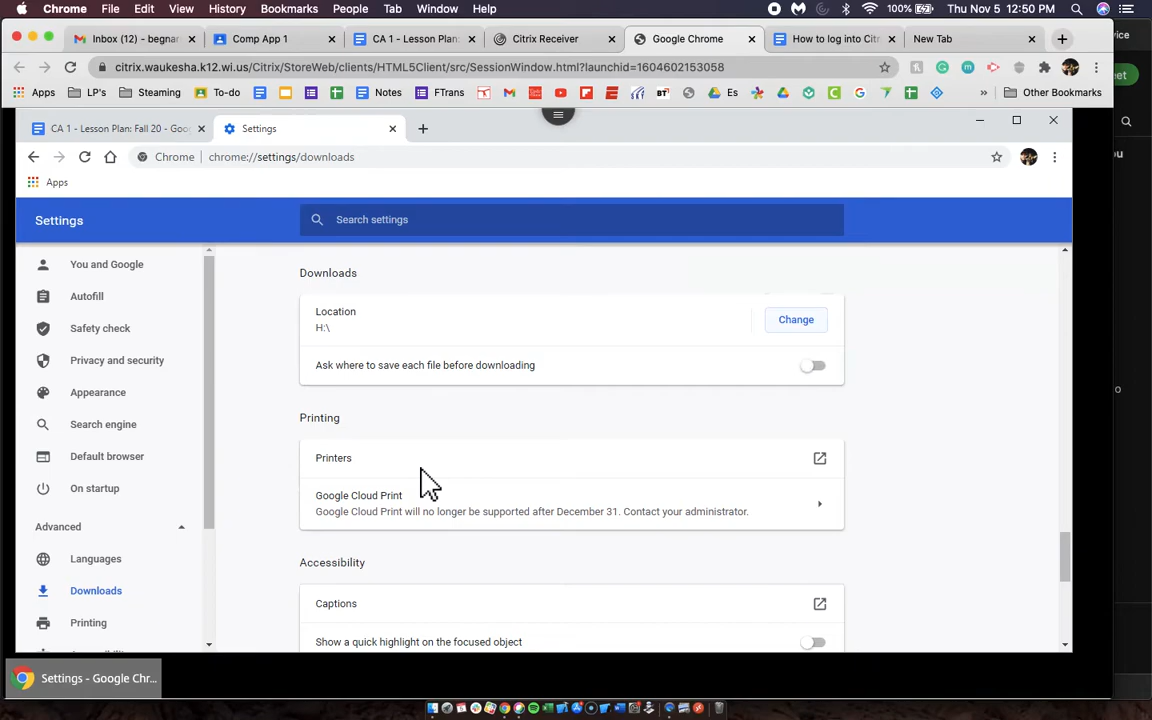 Chrome File Edit View History Bookmarks People Tab Window Help 100% Thu Nov 5 12:50 PM
Inbox (12) – begnar Comp App 1 CA 1 - Lesson Plan: Citrix Receiver Google Chrome How to log into Citr New Tab
citrix.waukesha.k12.wi.us/Citrix/StoreWeb/clients/HTML5Client/src/SessionWindow.html?launchid=1604602153058
Apps LP's Steaming To-do Notes FTrans Es » Other Bookmarks
CA 1 - Lesson Plan: Fall 20 - Goo Settings
Chrome chrome://settings/downloads
Apps
Settings
Search settings
You and Google
Autofill
Safety check
Privacy and security
Appearance
Search engine
Default browser
On startup
Advanced
Languages
Downloads
Printing
Downloads
Location
H:\
Change
Ask where to save each file before downloading
Printing
Printers
Google Cloud Print
Google Cloud Print will no longer be supported after December 31. Contact your administrator.
Accessibility
Captions
Show a quick highlight on the focused object
Settings - Google Chr...